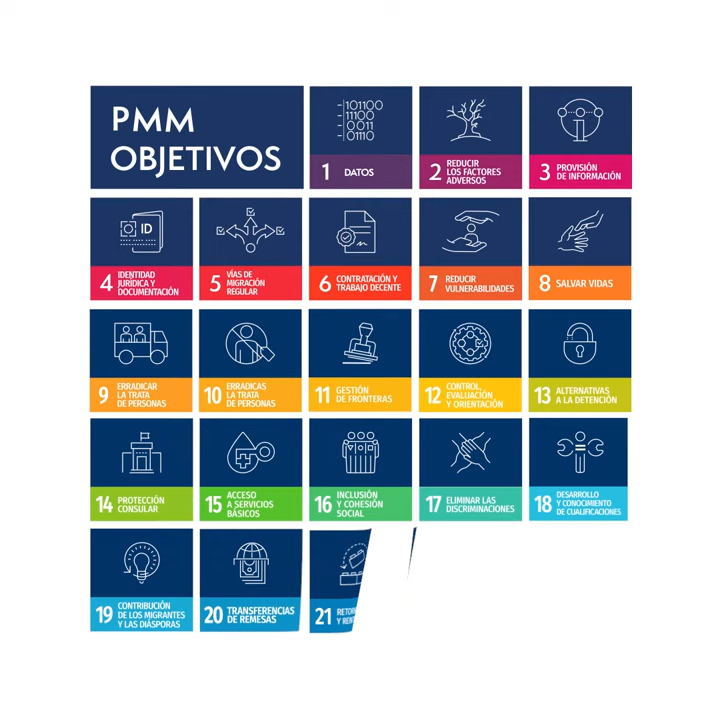 PMM
OBJETIVOS
101100
11100
0011
01110
1 DATOS
2 REDUCIR
LOS FACTORES
ADVERSOS
3 PROVISIÓN
DE INFORMACIÓN
ID
4 IDENTIDAD
JURÍDICA Y
DOCUMENTACIÓN
5 VÍAS DE
MIGRACIÓN
REGULAR
6 CONTRATACIÓN Y
TRABAJO DECENTE
7 REDUCIR
VULNERABILIDADES
8 SALVAR VIDAS
9 ERRADICAR
LA TRATA
DE PERSONAS
10 ERRADICAS
LA TRATA
DE PERSONAS
11 GESTIÓN
DE FRONTERAS
12 CONTROL,
EVALUACIÓN
Y ORIENTACIÓN
13 ALTERNATIVAS
A LA DETENCIÓN
14 PROTECCIÓN
CONSULAR
15 ACCESO
A SERVICIOS
BÁSICOS
16 INCLUSIÓN
Y COHESIÓN
SOCIAL
17 ELIMINAR LAS
DISCRIMINACIONES
18 DESARROLLO
Y CONOCIMIENTO
DE CUALIFICACIONES
19 CONTRIBUCIÓN
DE LOS MIGRANTES
Y LAS DIÁSPORAS
20 TRANSFERENCIAS
DE REMESAS
21
Y